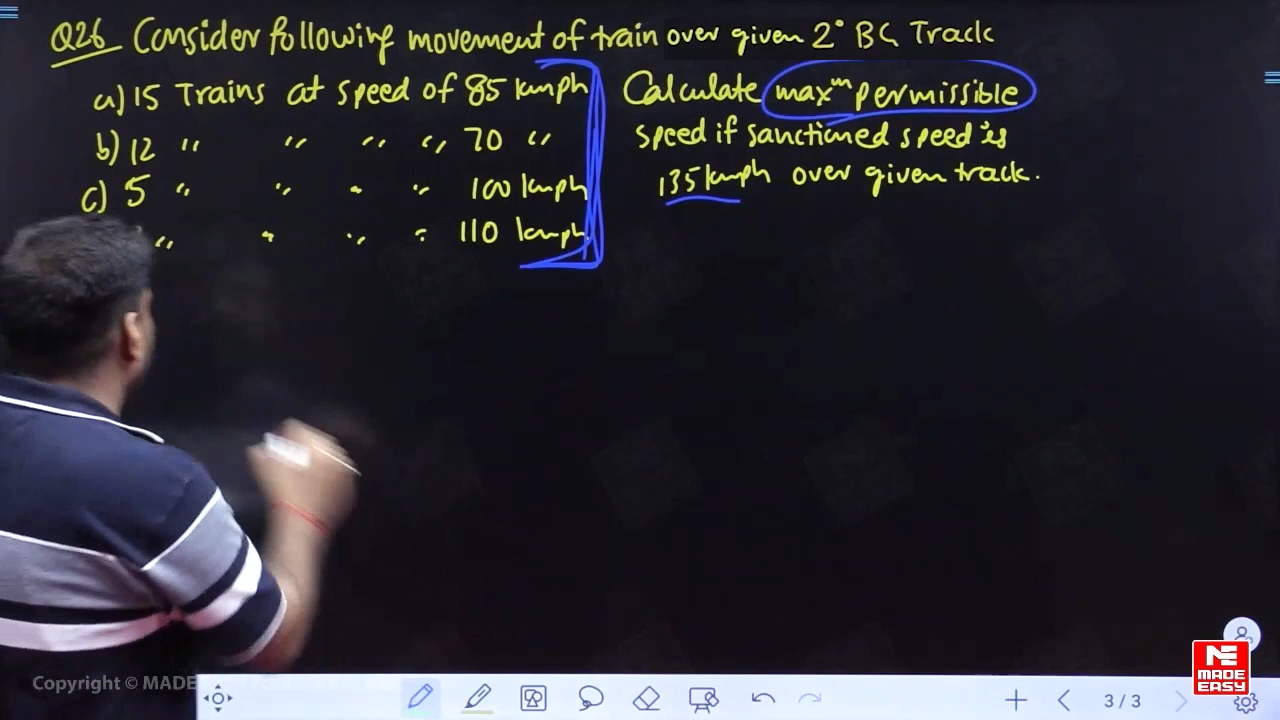 Q26 Consider following movement of train over given 2° BG Track
a) 15 Trains at speed of 85 kmph
b) 12 " " " " 70 "
c) 5 " " " " 100 kmph
" " " " 110 kmph
Calculate maxᵐ permissible
speed if sanctioned speed is
135 kmph over given track.
Copyright © MADE
3/3
ME
MADE
EASY